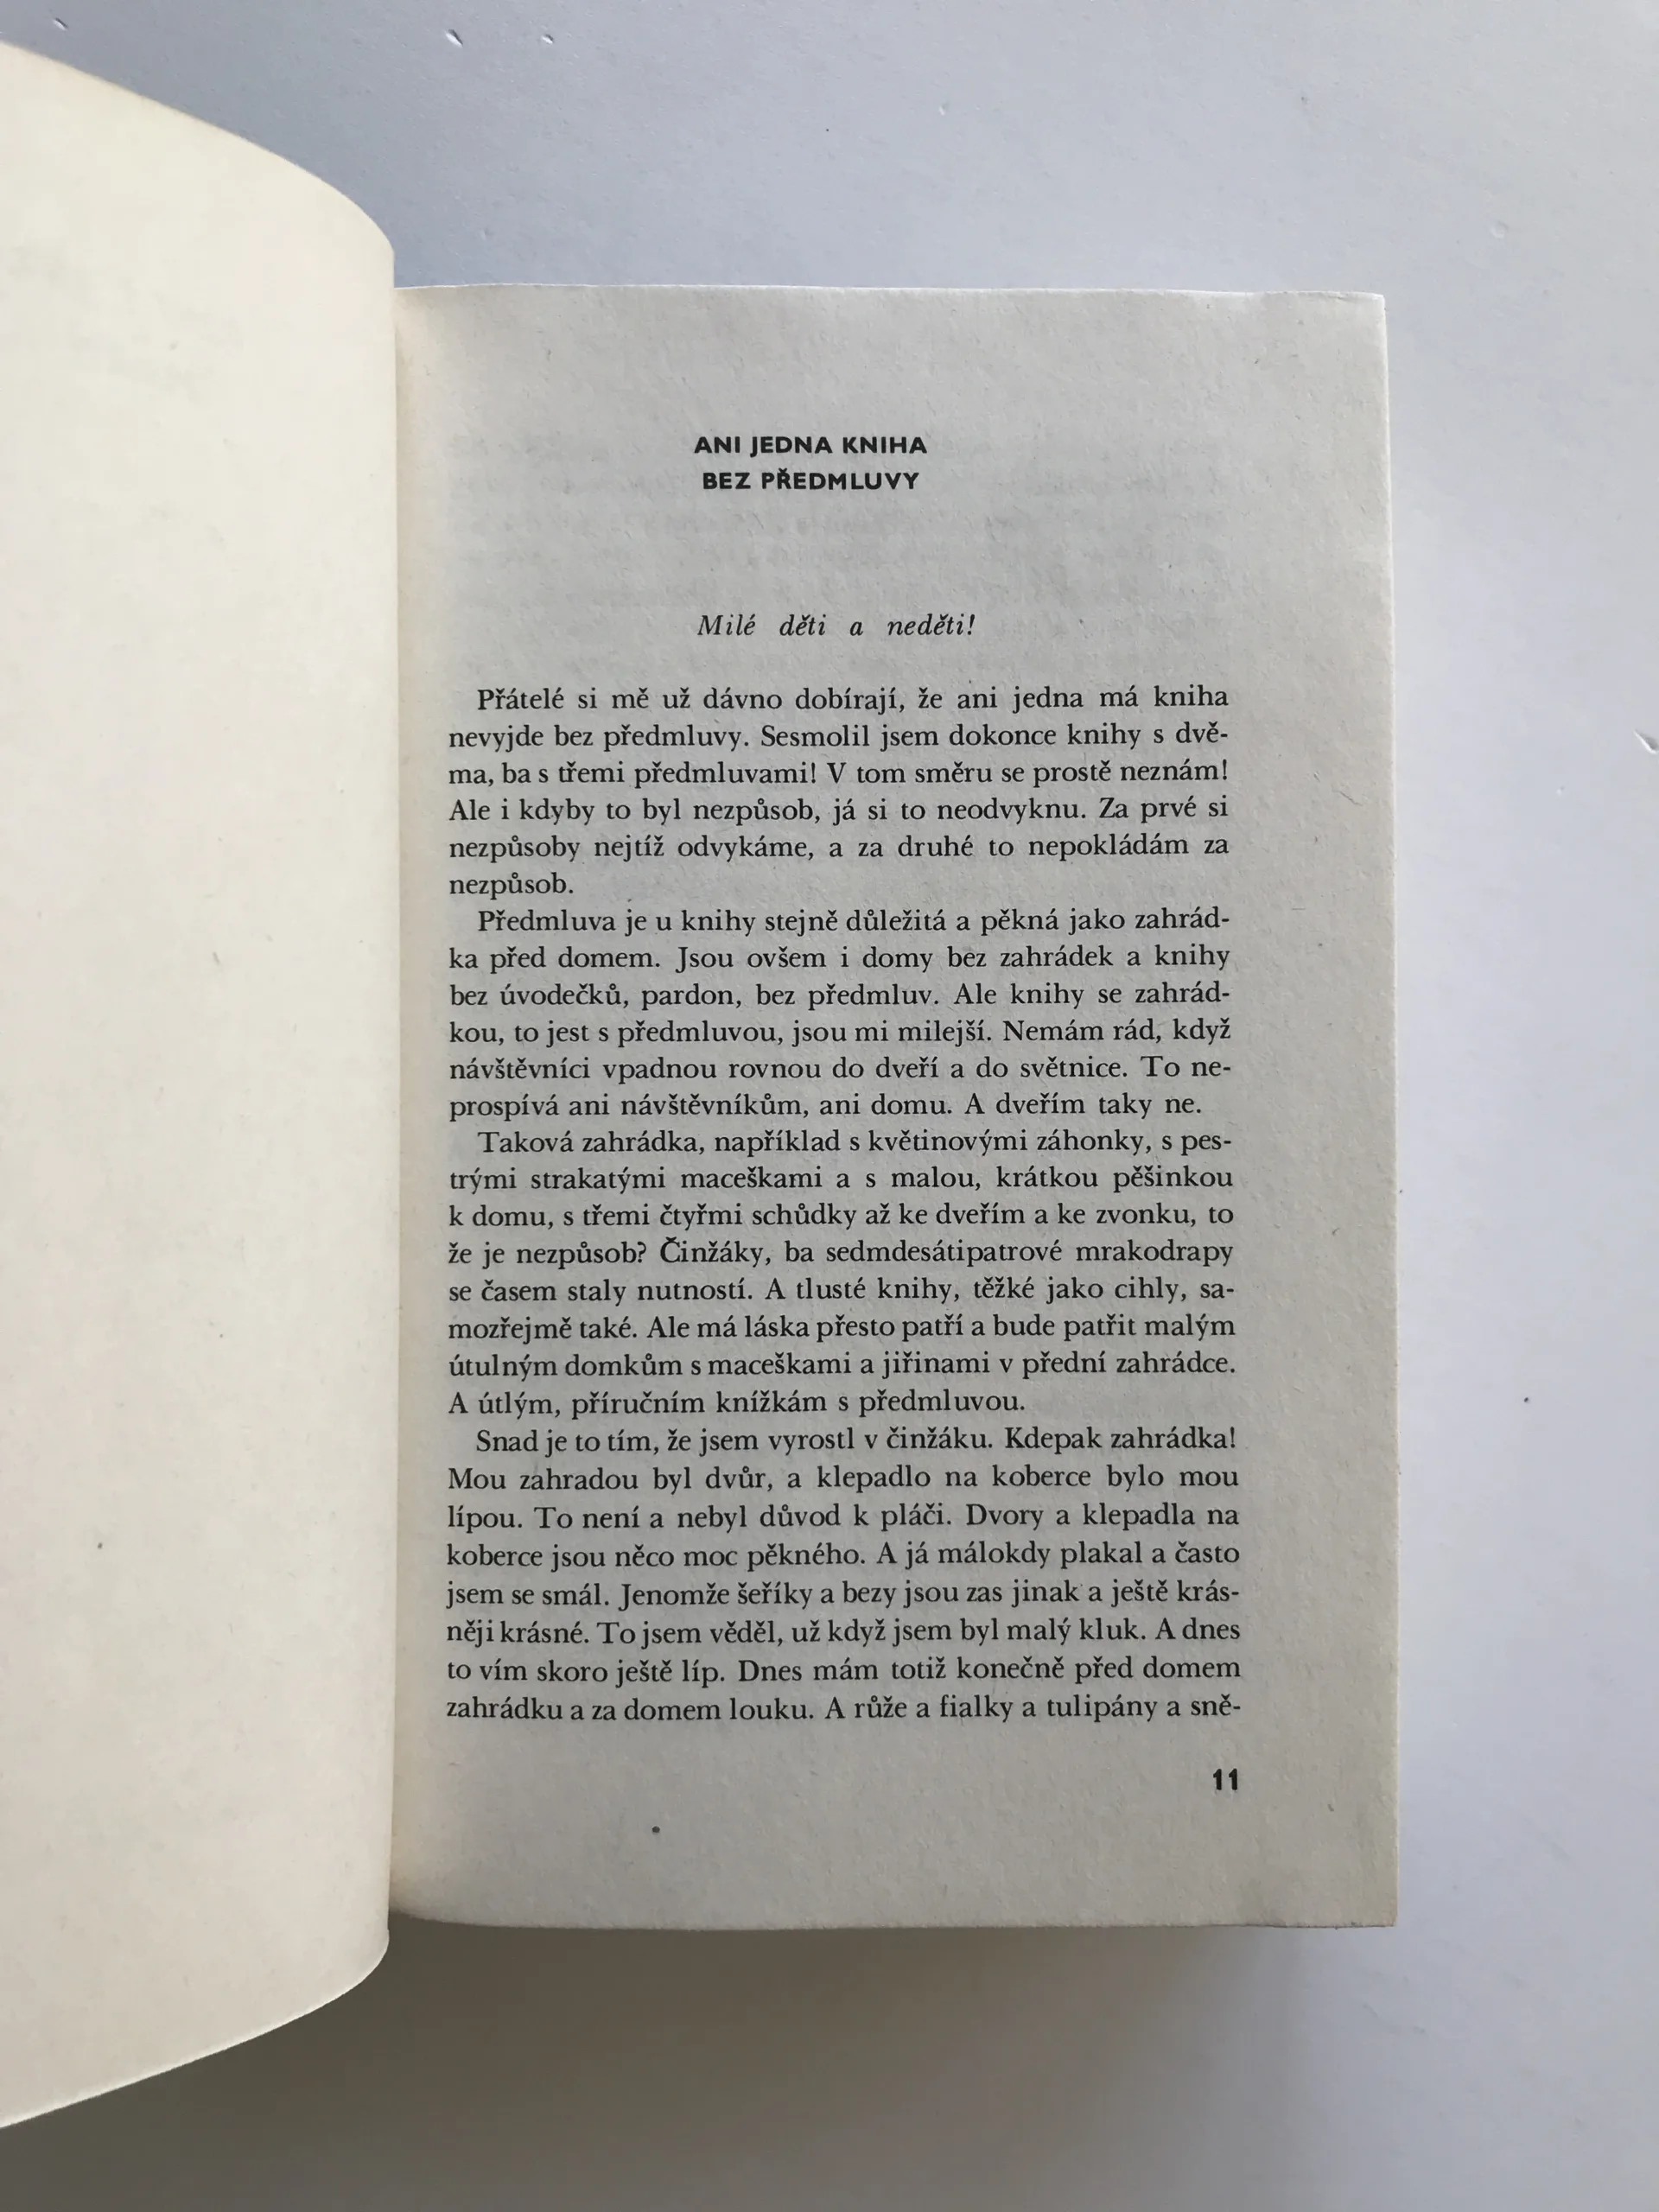 ANI JEDNA KNIHA
BEZ PŘEDMLUVY
Milé děti a neděti!
Přátelé si mě už dávno dobírají, že ani jedna má kniha
nevyjde bez předmluvy. Sesmolil jsem dokonce knihy s dvě-
ma, ba s třemi předmluvami! V tom směru se prostě neznám!
Ale i kdyby to byl nezpůsob, já si to neodvyknu. Za prvé si
nezpůsoby nejtíž odvykáme, a za druhé to nepokládám za
nezpůsob.
Předmluva je u knihy stejně důležitá a pěkná jako zahrád-
ka před domem. Jsou ovšem i domy bez zahrádek a knihy
bez úvodečků, pardon, bez předmluv. Ale knihy se zahrád-
kou, to jest s předmluvou, jsou mi milejší. Nemám rád, když
návštěvníci vpadnou rovnou do dveří a do světnice. To ne-
prospívá ani návštěvníkům, ani domu. A dveřím taky ne.
Taková zahrádka, například s květinovými záhonky, s pes-
trými strakatými maceškami a s malou, krátkou pěšinkou
k domu, s třemi čtyřmi schůdky až ke dveřím a ke zvonku, to
že je nezpůsob? Činžáky, ba sedmdesátipatrové mrakodrapy
se časem staly nutností. A tlusté knihy, těžké jako cihly, sa-
mozřejmě také. Ale má láska přesto patří a bude patřit malým
útulným domkům s maceškami a jiřinami v přední zahrádce.
A útlým, příručním knížkám s předmluvou.
Snad je to tím, že jsem vyrostl v činžáku. Kdepak zahrádka!
Mou zahradou byl dvůr, a klepadlo na koberce bylo mou
lípou. To není a nebyl důvod k pláči. Dvory a klepadla na
koberce jsou něco moc pěkného. A já málokdy plakal a často
jsem se smál. Jenomže šeříky a bezy jsou zas jinak a ještě krás-
něji krásné. To jsem věděl, už když jsem byl malý kluk. A dnes
to vím skoro ještě líp. Dnes mám totiž konečně před domem
zahrádku a za domem louku. A růže a fialky a tulipány a sně-
11